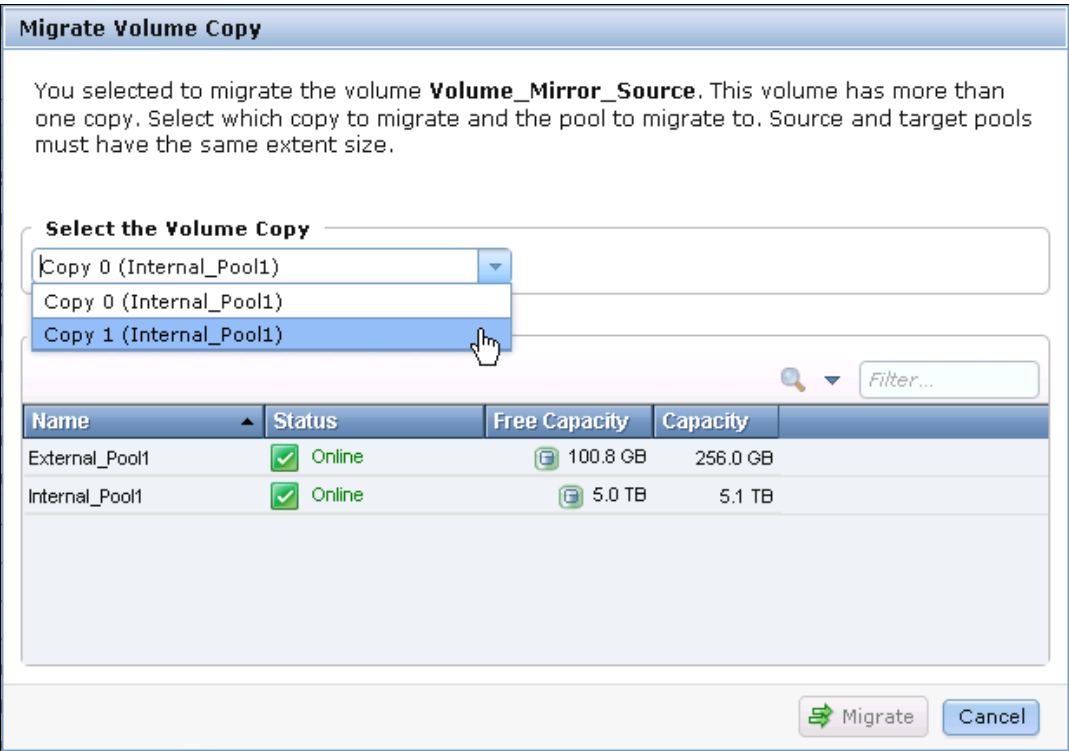 Migrate Volume Copy
You selected to migrate the volume Volume_Mirror_Source. This volume has more than
one copy. Select which copy to migrate and the pool to migrate to. Source and target pools
must have the same extent size.
Select the Volume Copy
Copy 0 (Internal_Pool1)
Copy 0 (Internal_Pool1)
Copy 1 (Internal_Pool1)
Filter...
Name Status Free Capacity Capacity
External_Pool1 Online 100.8 GB 256.0 GB
Internal_Pool1 Online 5.0 TB 5.1 TB
Migrate Cancel